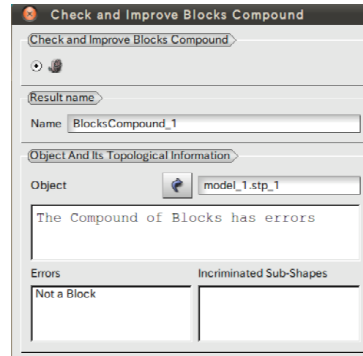 Check and Improve Blocks Compound
Check and Improve Blocks Compound
Result name
Name BlocksCompound_1
Object And Its Topological Information
Object model_1.stp_1
The Compound of Blocks has errors
Errors Incriminated Sub-Shapes
Not a Block